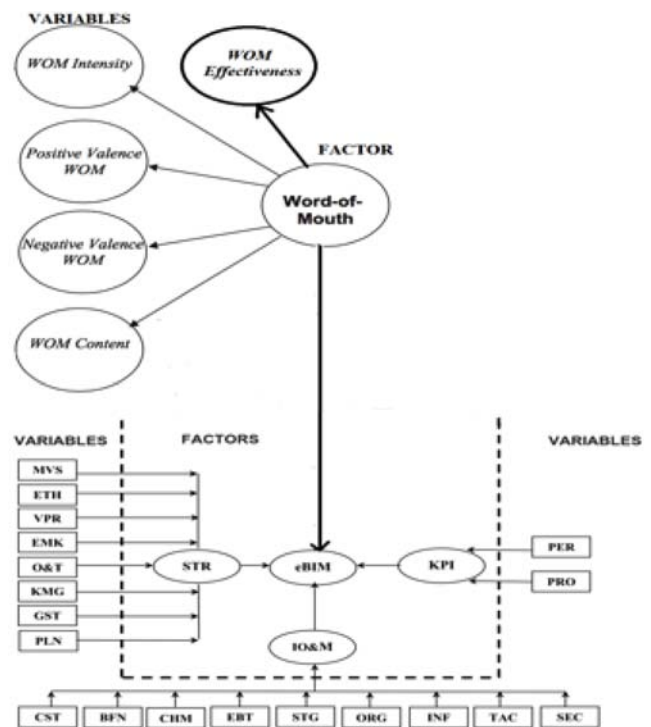 VARIABLES
WOM Intensity
WOM
Effectiveness
FACTOR
Positive Valence
WOM
Word-of-
Mouth
Negative Valence
WOM
WOM Content
VARIABLES
FACTORS
VARIABLES
MVS
ETH
VPR
EMK
O&T
KMG
GST
PLN
STR
eBIM
KPI
PER
PRO
IO&M
CST
BFN
CHM
EBT
STG
ORG
INF
TAC
SEC